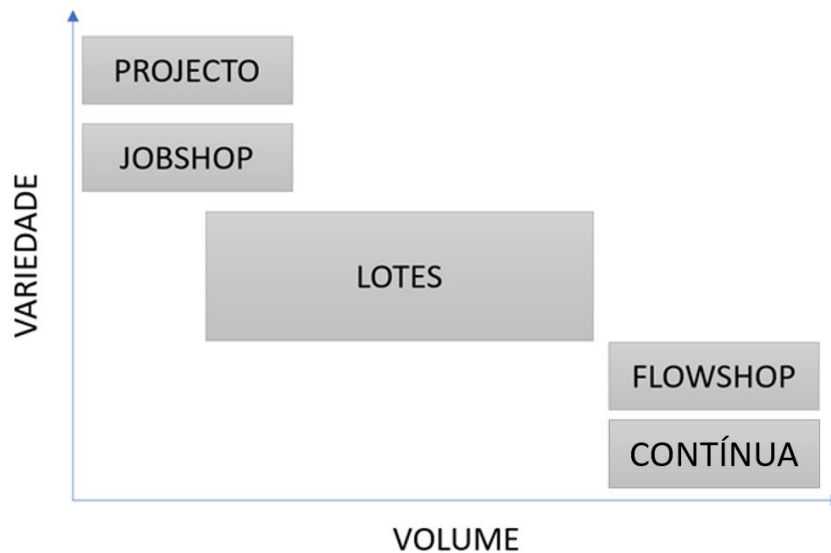 PROJECTO
JOBSHOP
VARIEDADE
LOTES
FLOWSHOP
CONTÍNUA
VOLUME